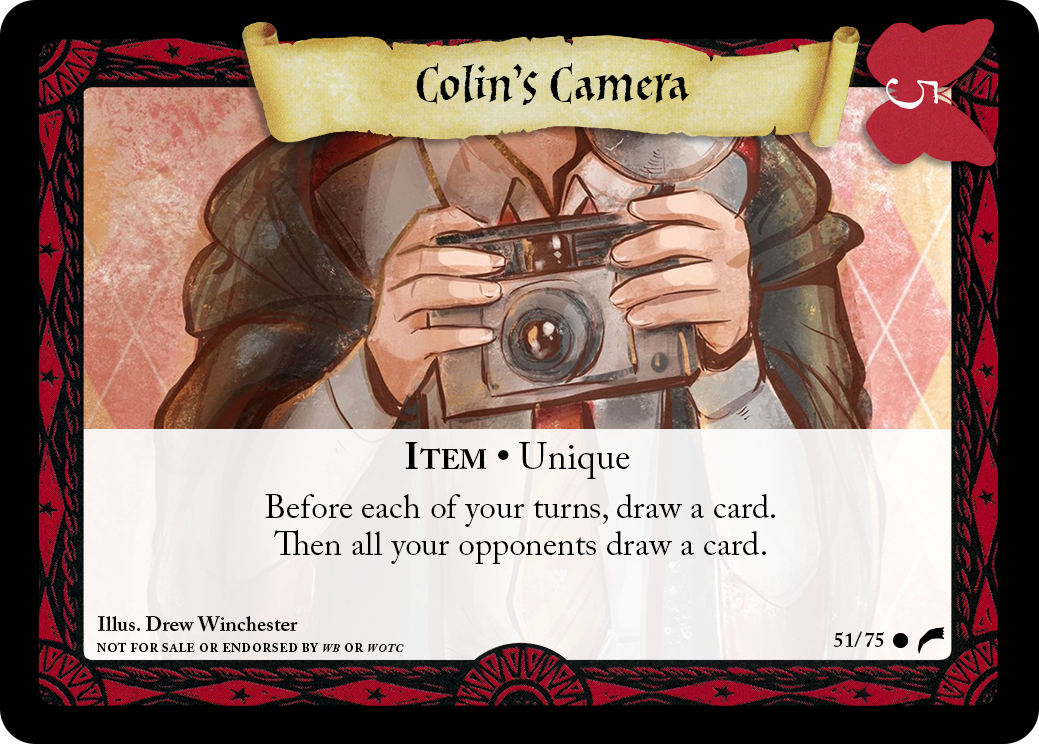 Colin's Camera
5
ITEM • Unique
Before each of your turns, draw a card.
Then all your opponents draw a card.
Illus. Drew Winchester
NOT FOR SALE OR ENDORSED BY WB OR WOTC
51/75